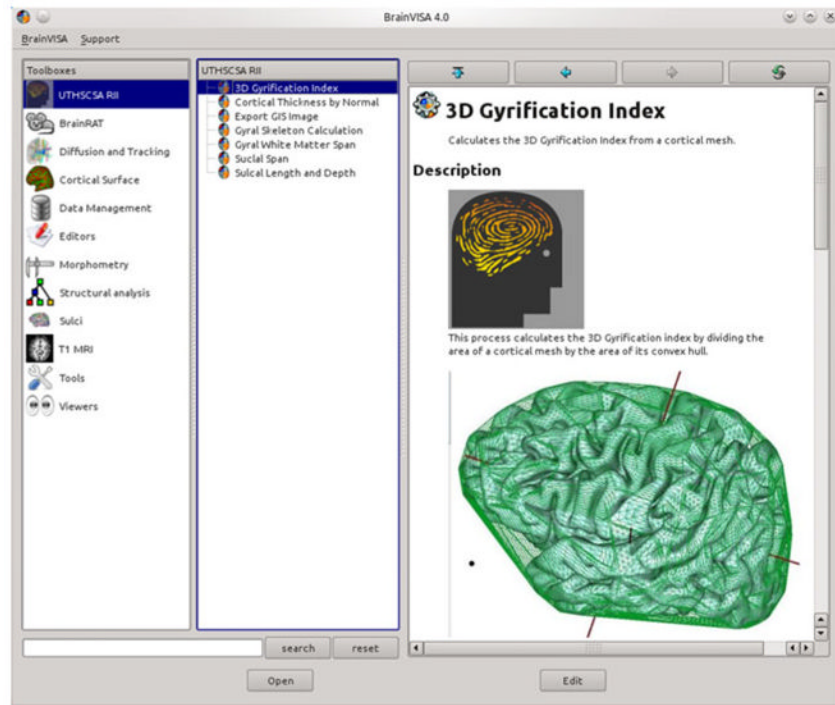 BrainVISA 4.0
BrainVISA Support
Toolboxes
UTHSCSA RII
BrainRAT
Diffusion and Tracking
Cortical Surface
Data Management
Editors
Morphometry
Structural analysis
Sulci
T1 MRI
Tools
Viewers
UTHSCSA RII
3D Gyrification Index
Cortical Thickness by Normal
Export GIS Image
Gyral Skeleton Calculation
Gyral White Matter Span
Suclal Span
Sulcal Length and Depth
3D Gyrification Index
Calculates the 3D Gyrification Index from a cortical mesh.
Description
This process calculates the 3D Gyrification index by dividing the
area of a cortical mesh by the area of its convex hull.
search reset
Open Edit